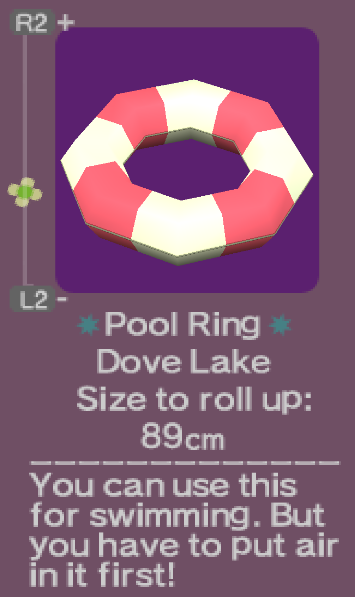 R2 +
L2 -
Pool Ring
Dove Lake
Size to roll up:
89cm
You can use this
for swimming. But
you have to put air
in it first!